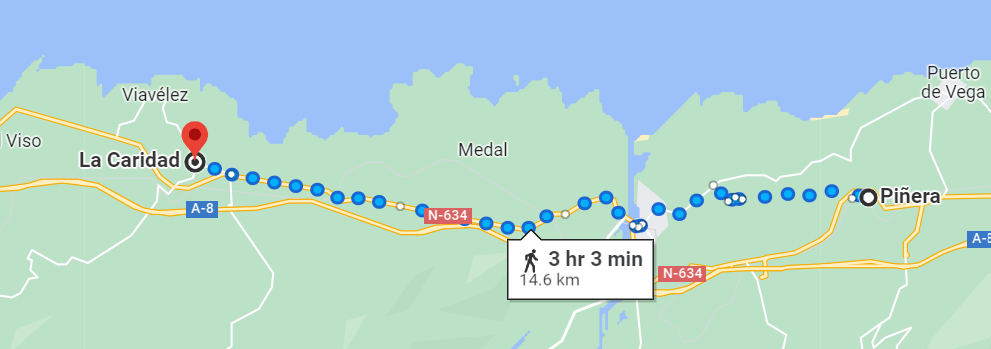 Puerto
de Vega
Viavélez
Viso
Medal
La Caridad
Piñera
A-8
N-634
A-8
3 hr 3 min
14.6 km
N-634